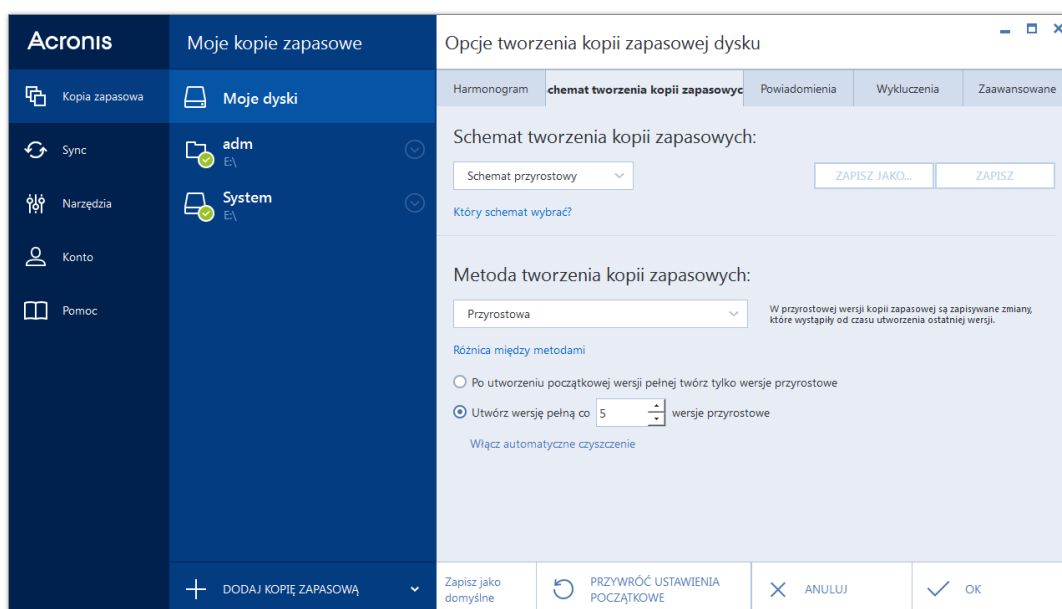 Acronis
Kopia zapasowa
Sync
Narzędzia
Konto
Pomoc
Moje kopie zapasowe
Moje dyski
adm
E:\
System
E:\
DODAJ KOPIĘ ZAPASOWĄ
Opcje tworzenia kopii zapasowej dysku
Harmonogram
chemat tworzenia kopii zapasowyc
Powiadomienia
Wykluczenia
Zaawansowane
Schemat tworzenia kopii zapasowych:
Schemat przyrostowy
ZAPISZ JAKO...
ZAPISZ
Który schemat wybrać?
Metoda tworzenia kopii zapasowych:
Przyrostowa
W przyrostowej wersji kopii zapasowej są zapisywane zmiany,
które wystąpiły od czasu utworzenia ostatniej wersji.
Różnica między metodami
Po utworzeniu początkowej wersji pełnej twórz tylko wersje przyrostowe
Utwórz wersję pełną co 5 wersje przyrostowe
Włącz automatyczne czyszczenie
Zapisz jako
domyślne
PRZYWRÓĆ USTAWIENIA
POCZĄTKOWE
ANULUJ
OK